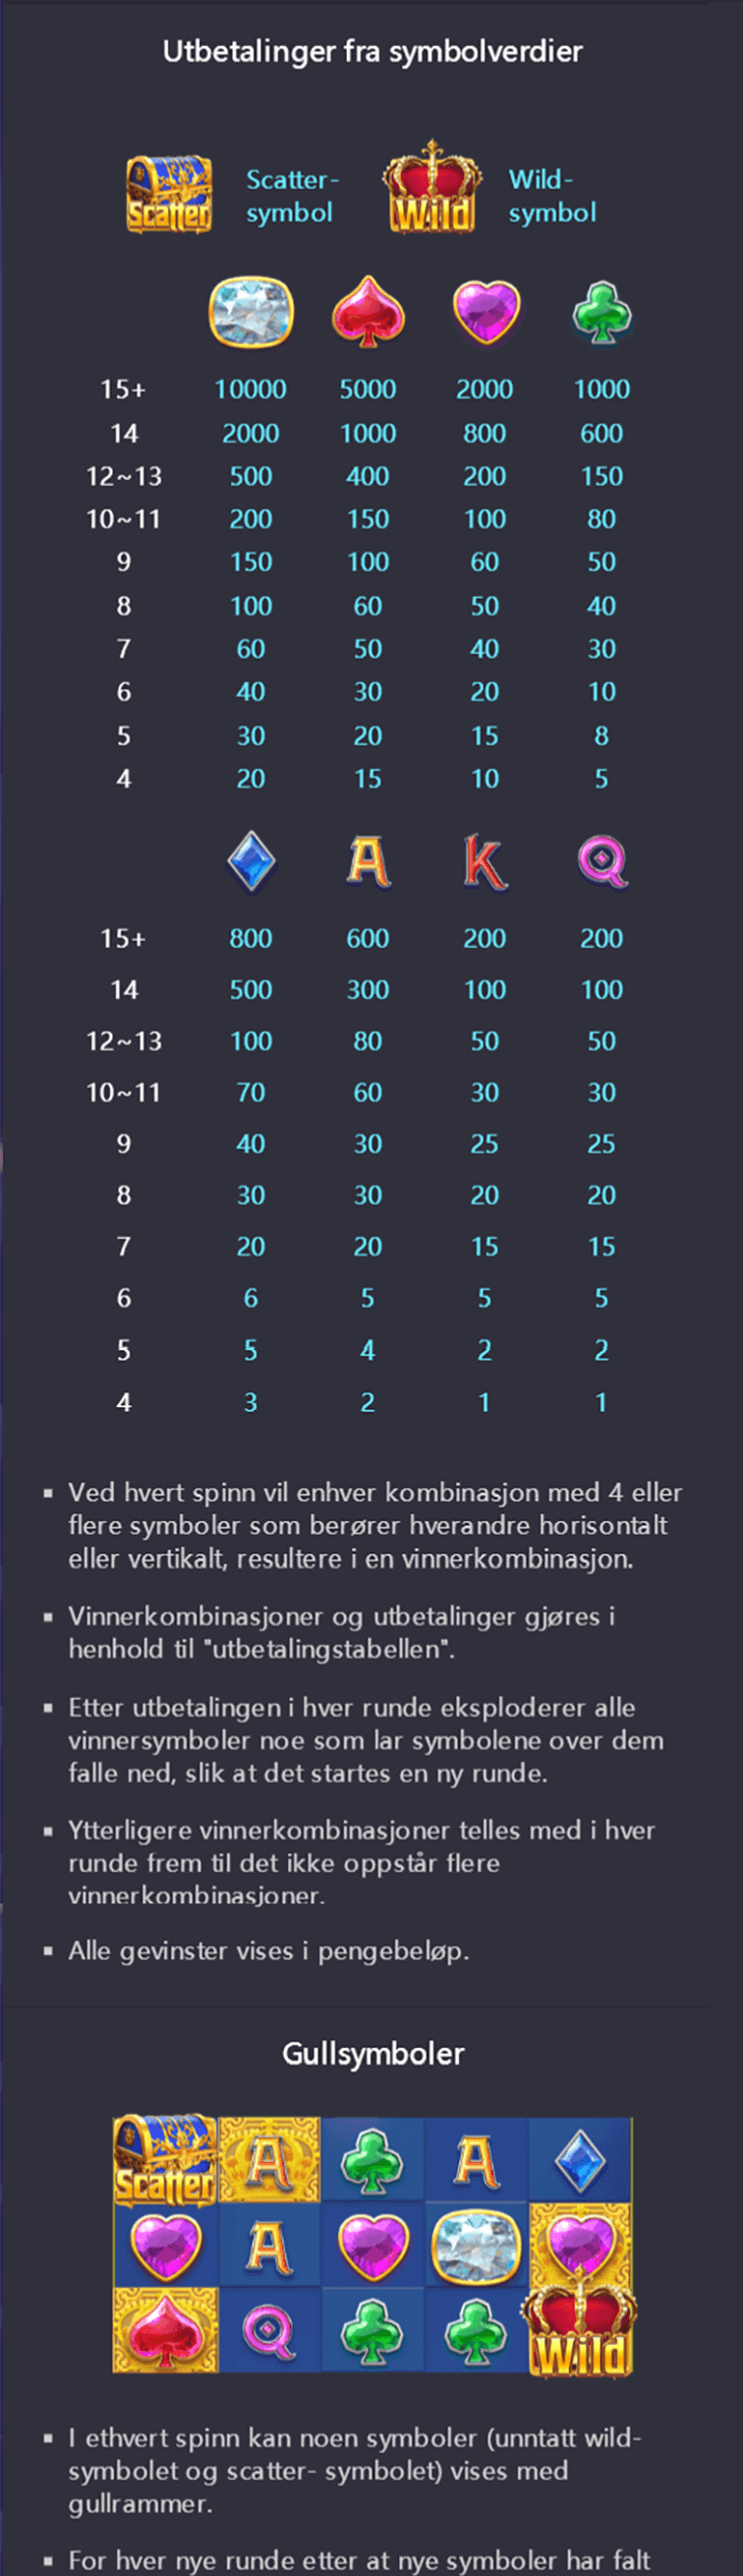 Utbetalinger fra symbolverdier
Scatter-
symbol
Wild-
symbol
Scatter
Wild
15+ 10000 5000 2000 1000
14 2000 1000 800 600
12~13 500 400 200 150
10~11 200 150 100 80
9 150 100 60 50
8 100 60 50 40
7 60 50 40 30
6 40 30 20 10
5 30 20 15 8
4 20 15 10 5
A K Q
15+ 800 600 200 200
14 500 300 100 100
12~13 100 80 50 50
10~11 70 60 30 30
9 40 30 25 25
8 30 30 20 20
7 20 20 15 15
6 6 5 5 5
5 5 4 2 2
4 3 2 1 1
▪ Ved hvert spinn vil enhver kombinasjon med 4 eller
flere symboler som berører hverandre horisontalt
eller vertikalt, resultere i en vinnerkombinasjon.
▪ Vinnerkombinasjoner og utbetalinger gjøres i
henhold til "utbetalingstabellen".
▪ Etter utbetalingen i hver runde eksploderer alle
vinnersymboler noe som lar symbolene over dem
falle ned, slik at det startes en ny runde.
▪ Ytterligere vinnerkombinasjoner telles med i hver
runde frem til det ikke oppstår flere
vinnerkombinasjoner.
▪ Alle gevinster vises i pengebeløp.
Gullsymboler
Scatter A A
A
Q Wild
▪ I ethvert spinn kan noen symboler (unntatt wild-
symbolet og scatter- symbolet) vises med
gullrammer.
▪ For hver nye runde etter at nye symboler har falt